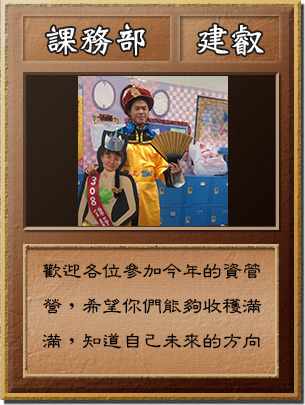 課務部 建叡
308
歡迎各位參加今年的資管
營，希望你們能夠收穫滿
滿，知道自己未來的方向